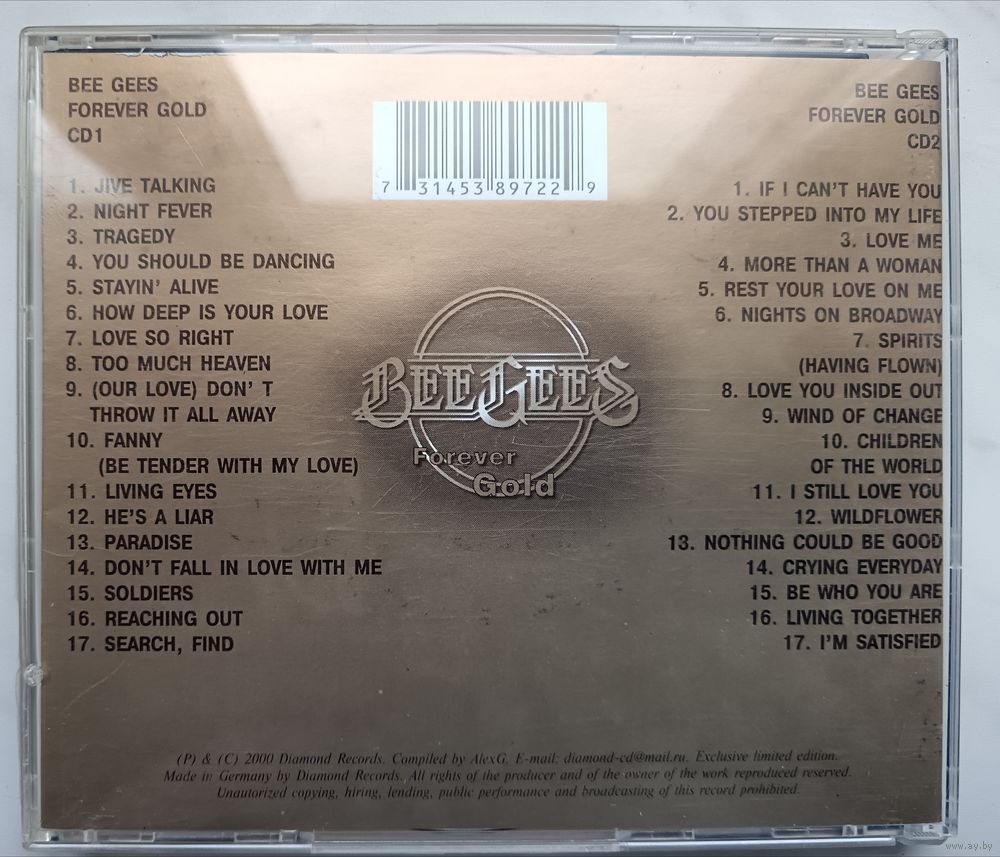 BEE GEES
FOREVER GOLD
CD1
1. JIVE TALKING
2. NIGHT FEVER
3. TRAGEDY
4. YOU SHOULD BE DANCING
5. STAYIN' ALIVE
6. HOW DEEP IS YOUR LOVE
7. LOVE SO RIGHT
8. TOO MUCH HEAVEN
9. (OUR LOVE) DON' T
THROW IT ALL AWAY
10. FANNY
(BE TENDER WITH MY LOVE)
11. LIVING EYES
12. HE'S A LIAR
13. PARADISE
14. DON'T FALL IN LOVE WITH ME
15. SOLDIERS
16. REACHING OUT
17. SEARCH, FIND
7 31453 89722 9
BEE GEES
Forever
Gold
BEE GEES
FOREVER GOLD
CD2
1. IF I CAN'T HAVE YOU
2. YOU STEPPED INTO MY LIFE
3. LOVE ME
4. MORE THAN A WOMAN
5. REST YOUR LOVE ON ME
6. NIGHTS ON BROADWAY
7. SPIRITS
(HAVING FLOWN)
8. LOVE YOU INSIDE OUT
9. WIND OF CHANGE
10. CHILDREN
OF THE WORLD
11. I STILL LOVE YOU
12. WILDFLOWER
13. NOTHING COULD BE GOOD
14. CRYING EVERYDAY
15. BE WHO YOU ARE
16. LIVING TOGETHER
17. I'M SATISFIED
(P) & (C) 2000 Diamond Records. Compiled by AlexG. E-mail: diamond-cd@mail.ru. Exclusive limited edition.
Made in Germany by Diamond Records. All rights of the producer and of the owner of the work reproduced reserved.
Unautorized copying, hiring, lending, public performance and broadcasting of this record prohibited.
www.ay.by